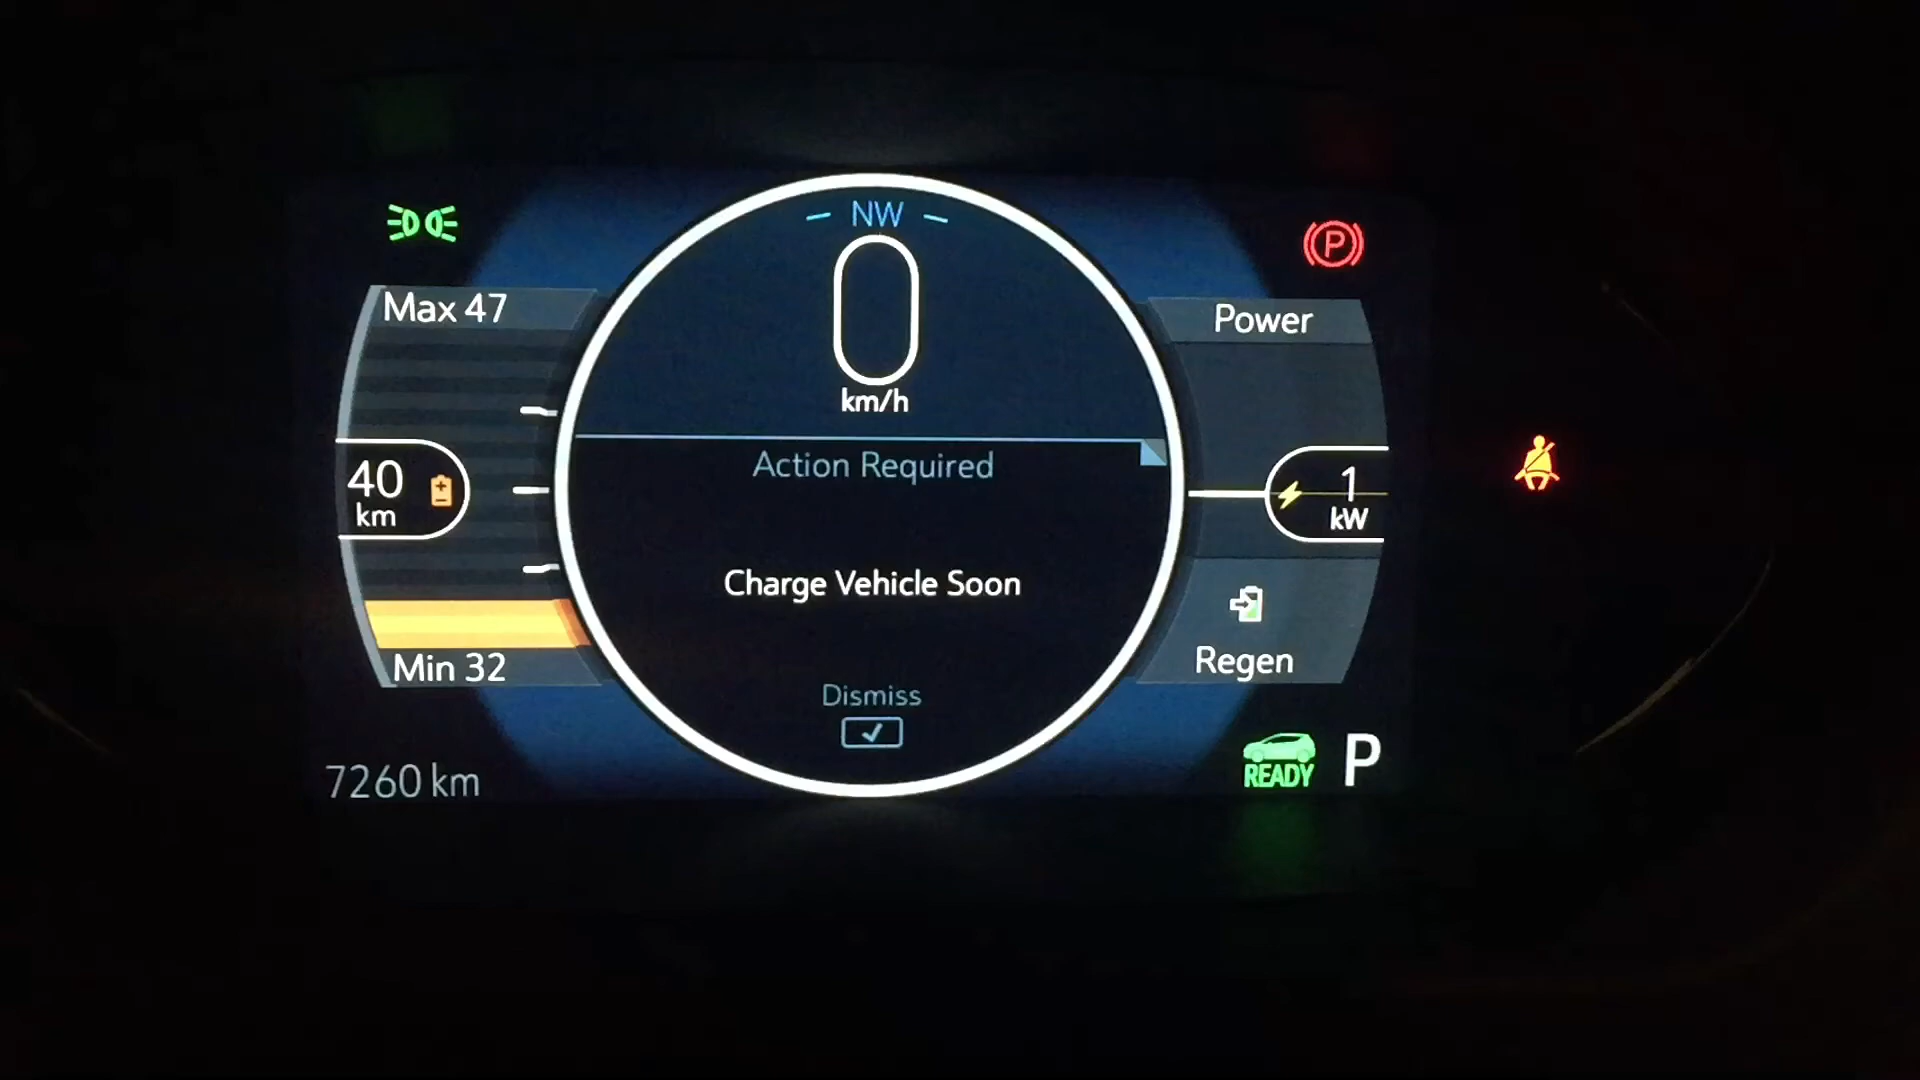 NW
0
km/h
Max 47
40
km
Min 32
7260 km
Action Required
Charge Vehicle Soon
Dismiss
P
Power
1
kW
Regen
READY
P